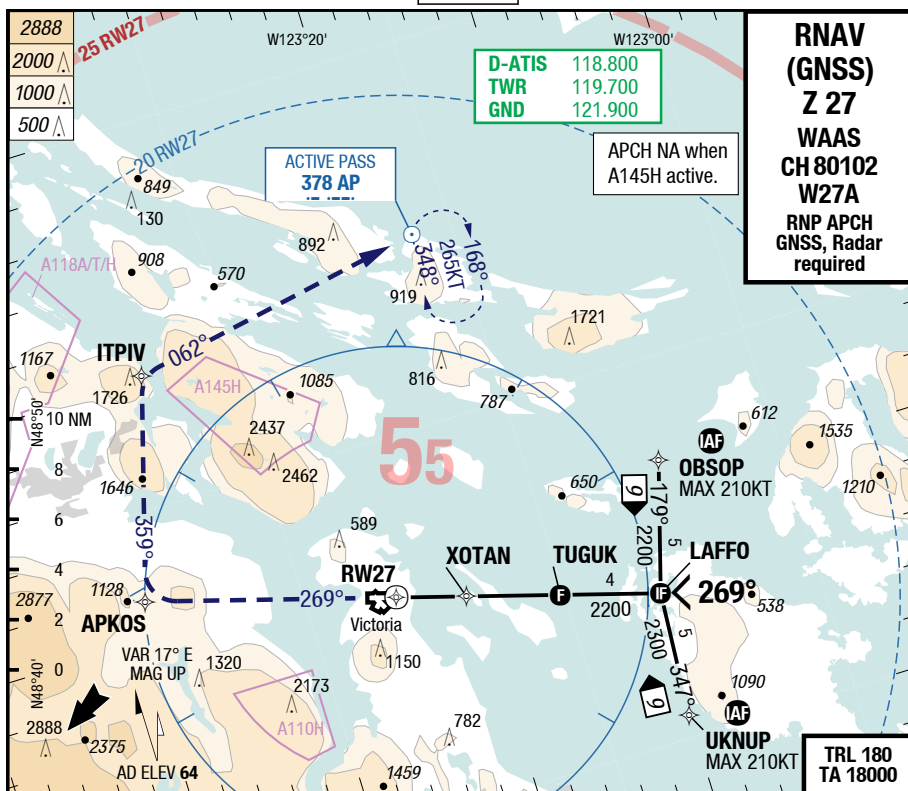 2888
2000
1000
500
25 RW27
W123°20'
W123°00'
D-ATIS 118.800
TWR 119.700
GND 121.900
RNAV
(GNSS)
Z 27
WAAS
CH 80102
W27A
RNP APCH
GNSS, Radar
required
APCH NA when
A145H active.
20 RW27
ACTIVE PASS
378 AP
849
130
892
908
570
A118A/T/H
348°
265KT
168°
919
1721
062°
ITPIV
1167
1726
A145H
1085
816
787
N48°50'
10 NM
2437
2462
55
612
IAF
OBSOP
MAX 210KT
1535
1210
8
1646
650
6
179°
5
2200
6
359°
589
XOTAN
TUGUK
LAFFO
4
1128
RW27
269°
F
4
2200
IF
269°
538
2877
2
APKOS
Victoria
2300
5
347°
VAR 17° E
MAG UP
1320
1150
N48°40'
0
2173
A110H
1090
6
IAF
UKNUP
MAX 210KT
2888
2375
782
AD ELEV 64
1459
TRL 180
TA 18000